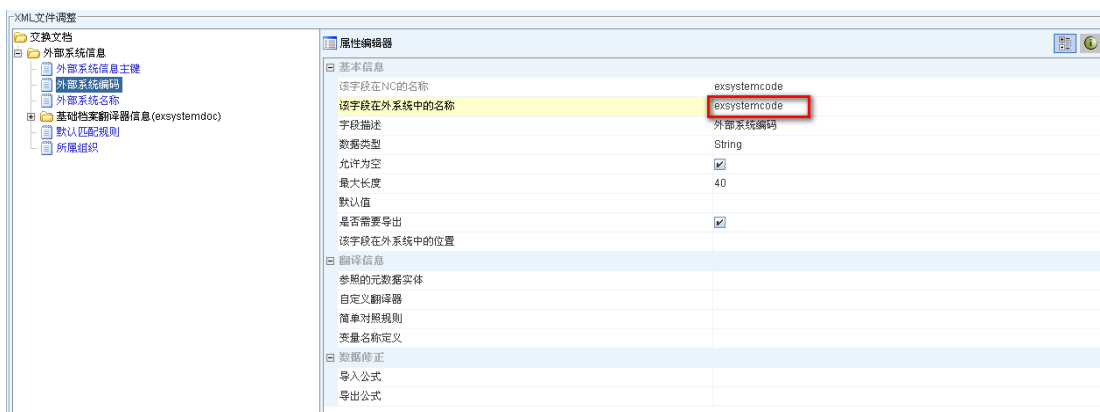 XML文件调整
交换文档
外部系统信息
外部系统信息主键
外部系统编码
外部系统名称
基础档案翻译器信息(exsystemdoc)
默认匹配规则
所属组织
属性编辑器
基本信息
该字段在NC的名称 exsystemcode
该字段在外系统中的名称 exsystemcode
字段描述 外部系统编码
数据类型 String
允许为空
最大长度 40
默认值
是否需要导出
该字段在外系统中的位置
翻译信息
参照的元数据实体
自定义翻译器
简单对照规则
变量名称定义
数据修正
导入公式
导出公式